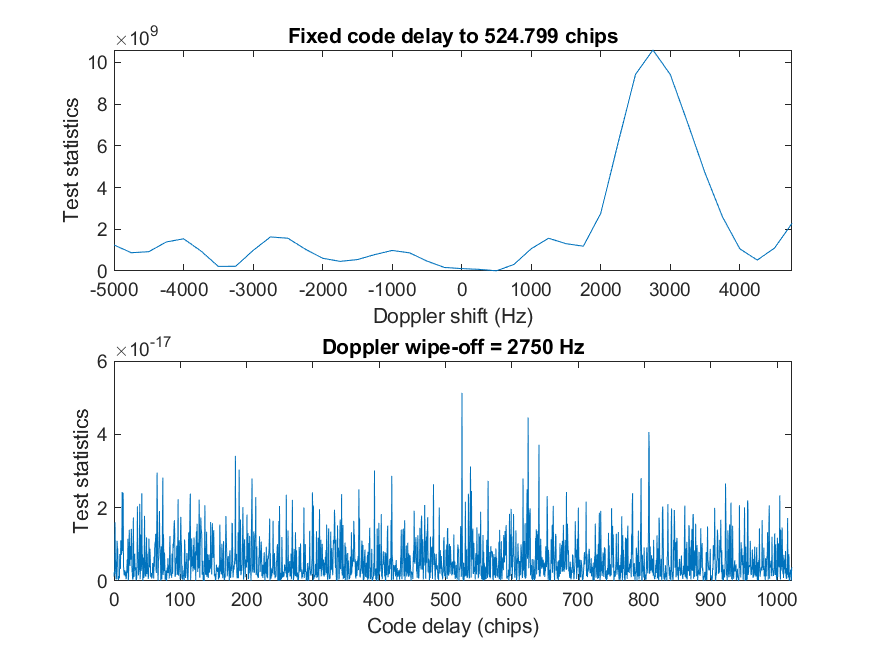 ×10^9
Fixed code delay to 524.799 chips
10
8
6
4
2
0
Test statistics
-5000 -4000 -3000 -2000 -1000 0 1000 2000 3000 4000
Doppler shift (Hz)
×10^-17
Doppler wipe-off = 2750 Hz
6
4
2
0
Test statistics
0 100 200 300 400 500 600 700 800 900 1000
Code delay (chips)